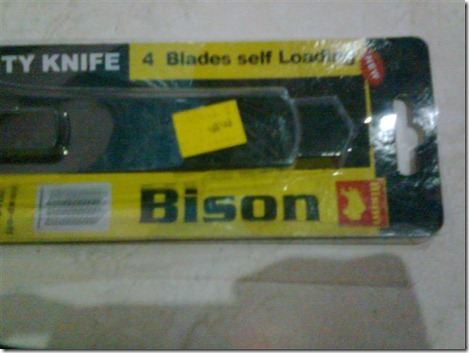 TY KNIFE
4 Blades self Loading
NEW
Bison